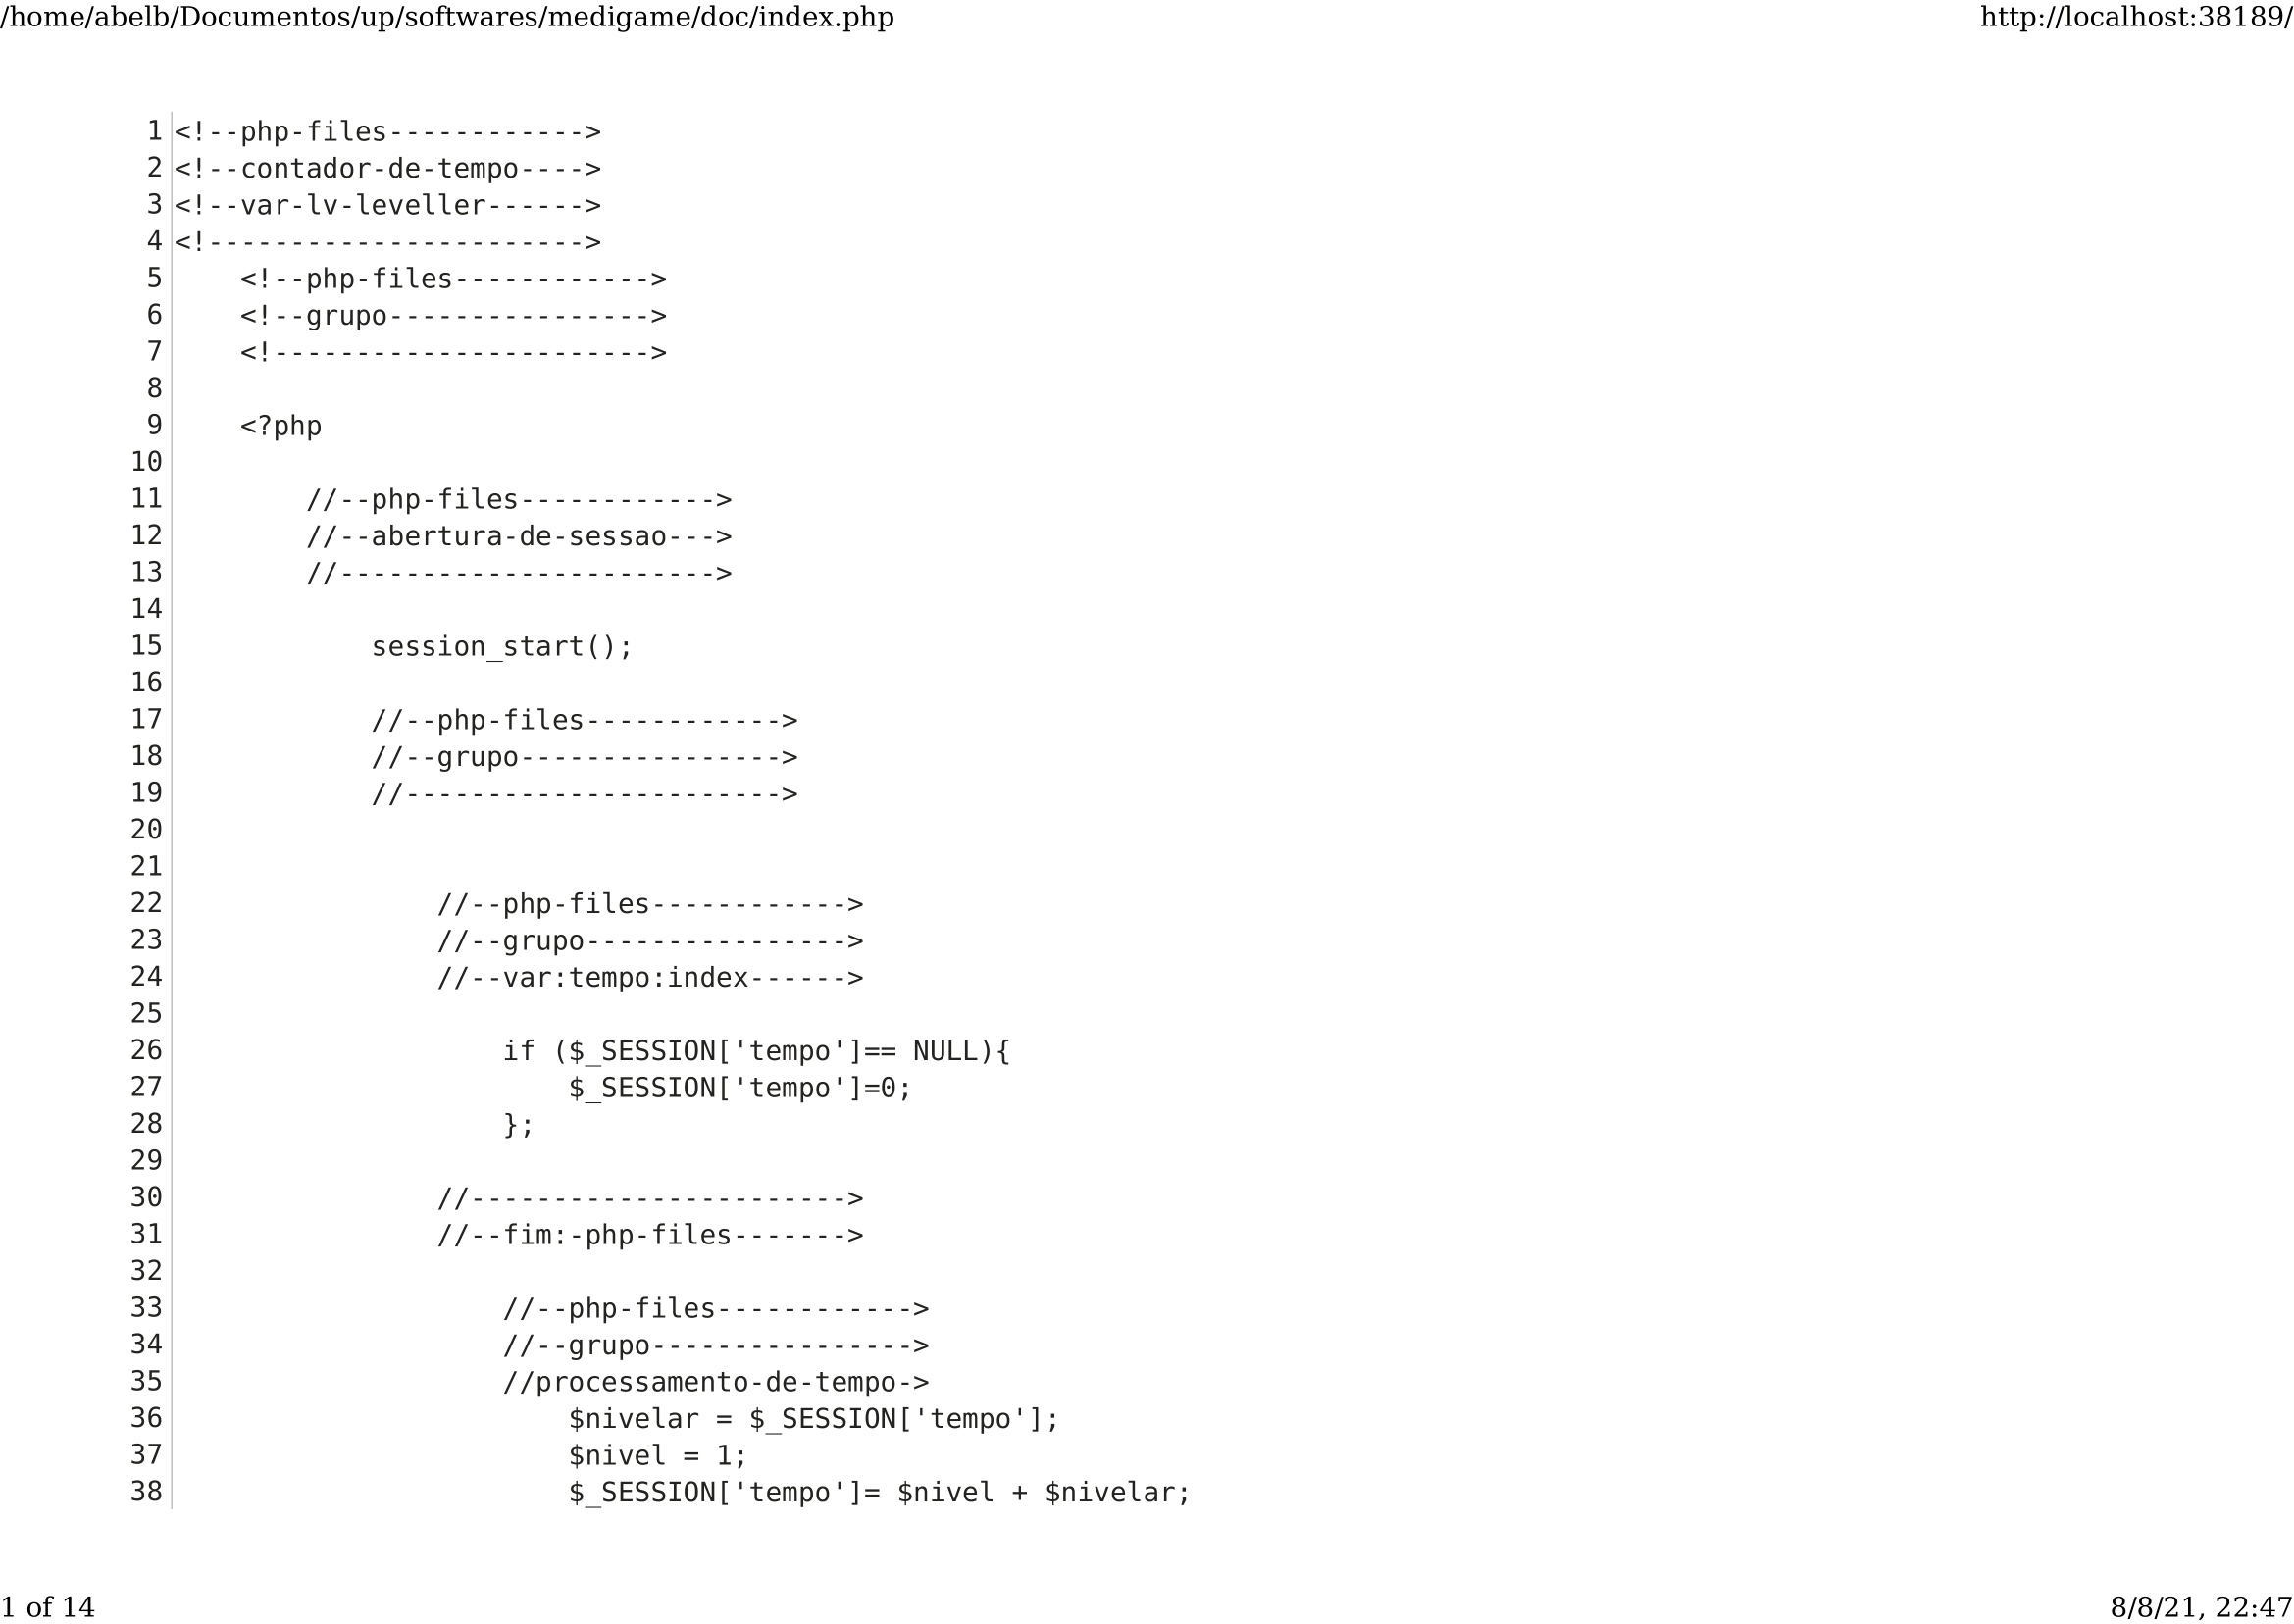 /home/abelb/Documentos/up/softwares/medigame/doc/index.php http://localhost:38189/
1 <!--php-files------------>
2 <!--contador-de-tempo---->
3 <!--var-lv-leveller------>
4 <!----------------------->
5     <!--php-files------------>
6     <!--grupo---------------->
7     <!----------------------->
8
9     <?php
10
11         //--php-files------------>
12         //--abertura-de-sessao--->
13         //----------------------->
14
15             session_start();
16
17             //--php-files------------>
18             //--grupo---------------->
19             //----------------------->
20
21
22                 //--php-files------------>
23                 //--grupo---------------->
24                 //--var:tempo:index------>
25
26                     if ($_SESSION['tempo']== NULL){
27                         $_SESSION['tempo']=0;
28                     };
29
30                 //----------------------->
31                 //--fim:-php-files------->
32
33                     //--php-files------------>
34                     //--grupo---------------->
35                     //processamento-de-tempo->
36                         $nivelar = $_SESSION['tempo'];
37                         $nivel = 1;
38                         $_SESSION['tempo']= $nivel + $nivelar;
1 of 14 8/8/21, 22:47